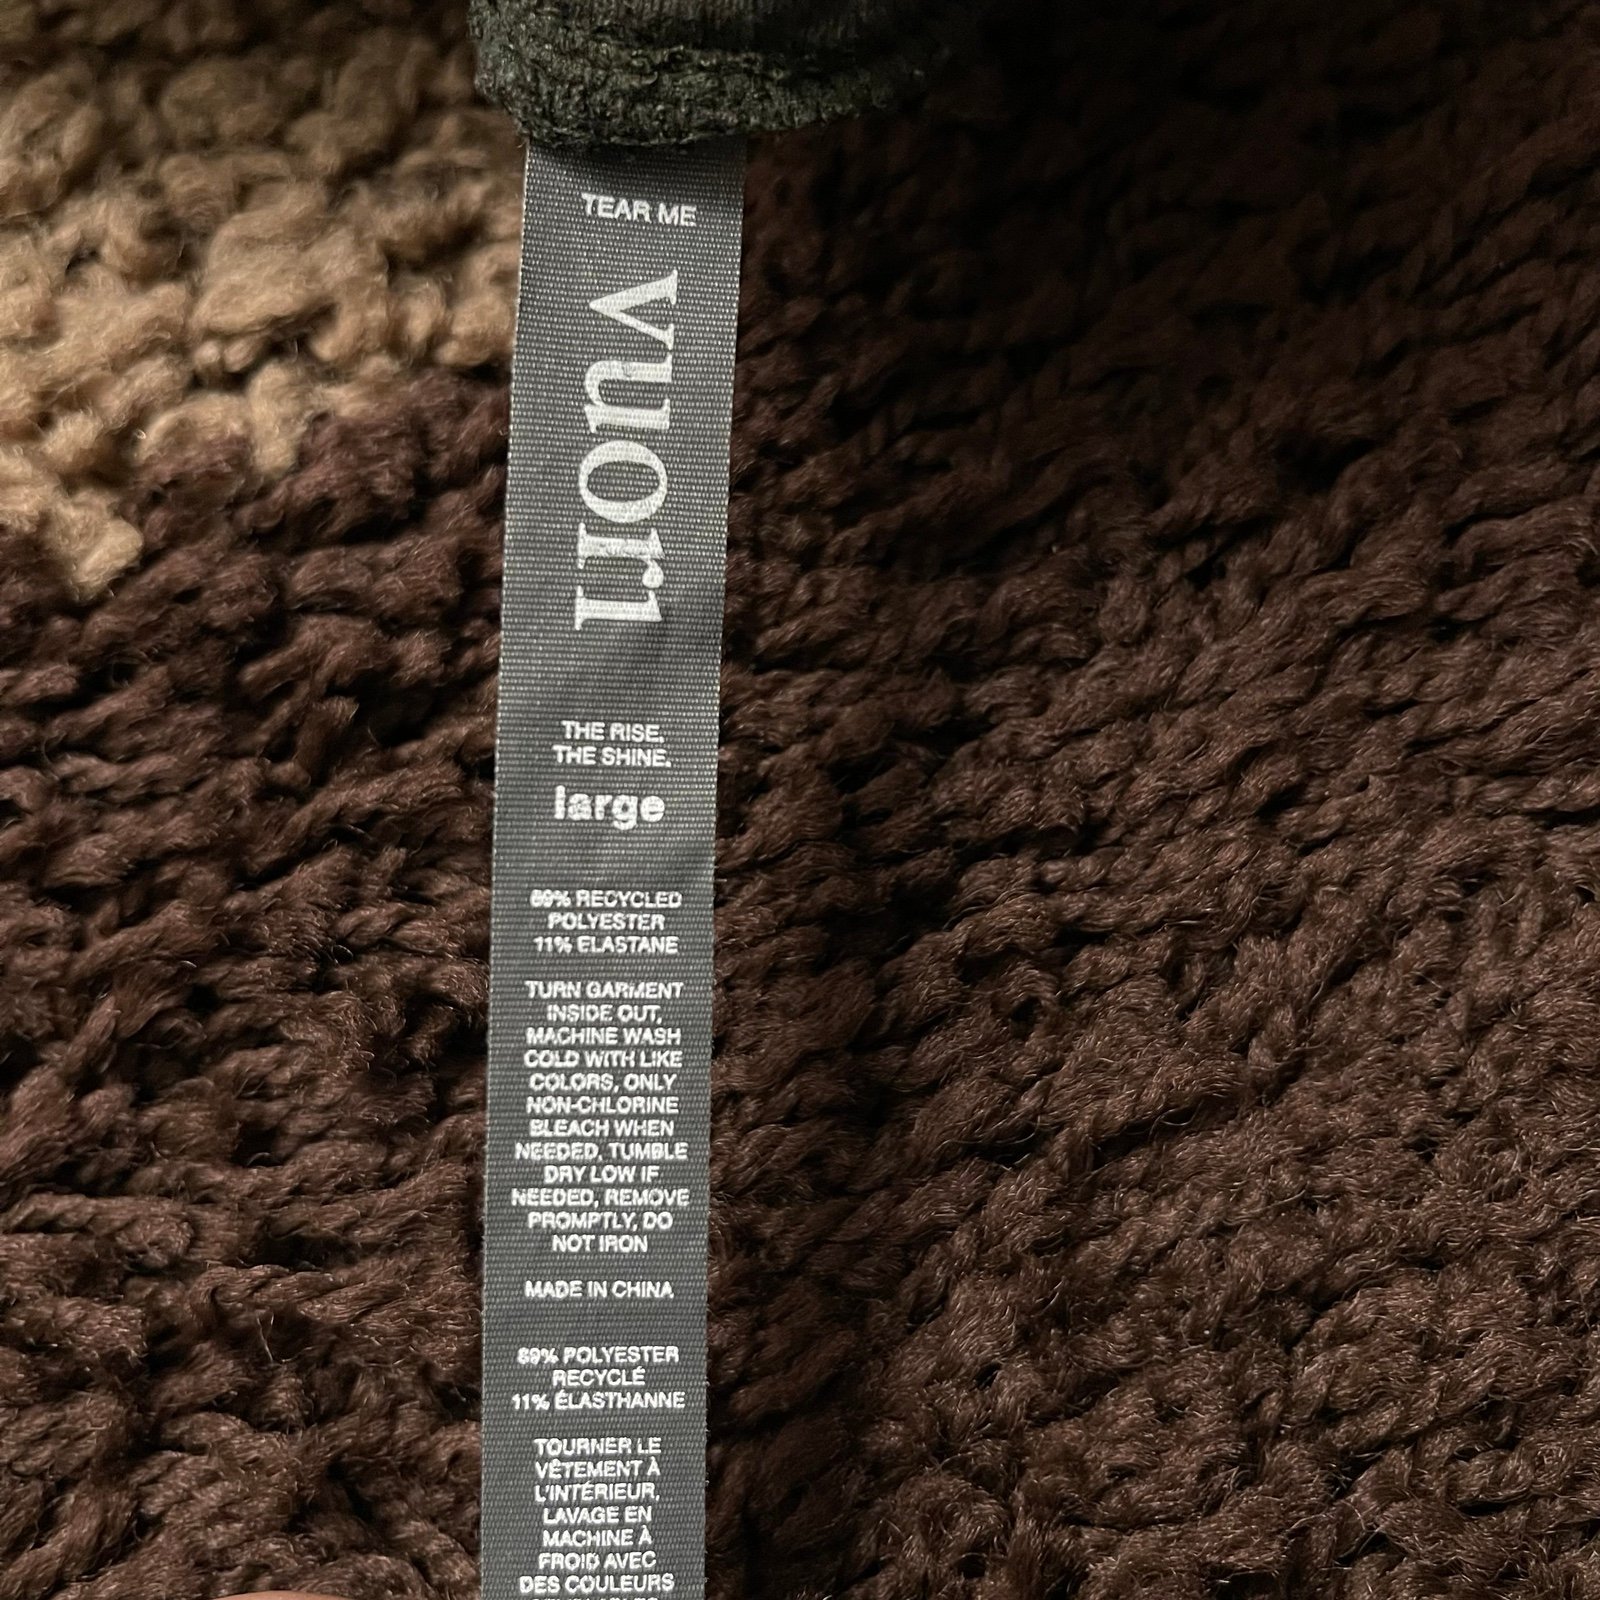 TEAR ME
vuori
THE RISE.
THE SHINE.
large
89% RECYCLED
POLYESTER
11% ELASTANE
TURN GARMENT
INSIDE OUT,
MACHINE WASH
COLD WITH LIKE
COLORS, ONLY
NON-CHLORINE
BLEACH WHEN
NEEDED, TUMBLE
DRY LOW IF
NEEDED, REMOVE
PROMPTLY, DO
NOT IRON
MADE IN CHINA
89% POLYESTER
RECYCLÉ
11% ÉLASTHANNE
TOURNER LE
VÊTEMENT À
L'INTÉRIEUR,
LAVAGE EN
MACHINE À
FROID AVEC
DES COULEURS